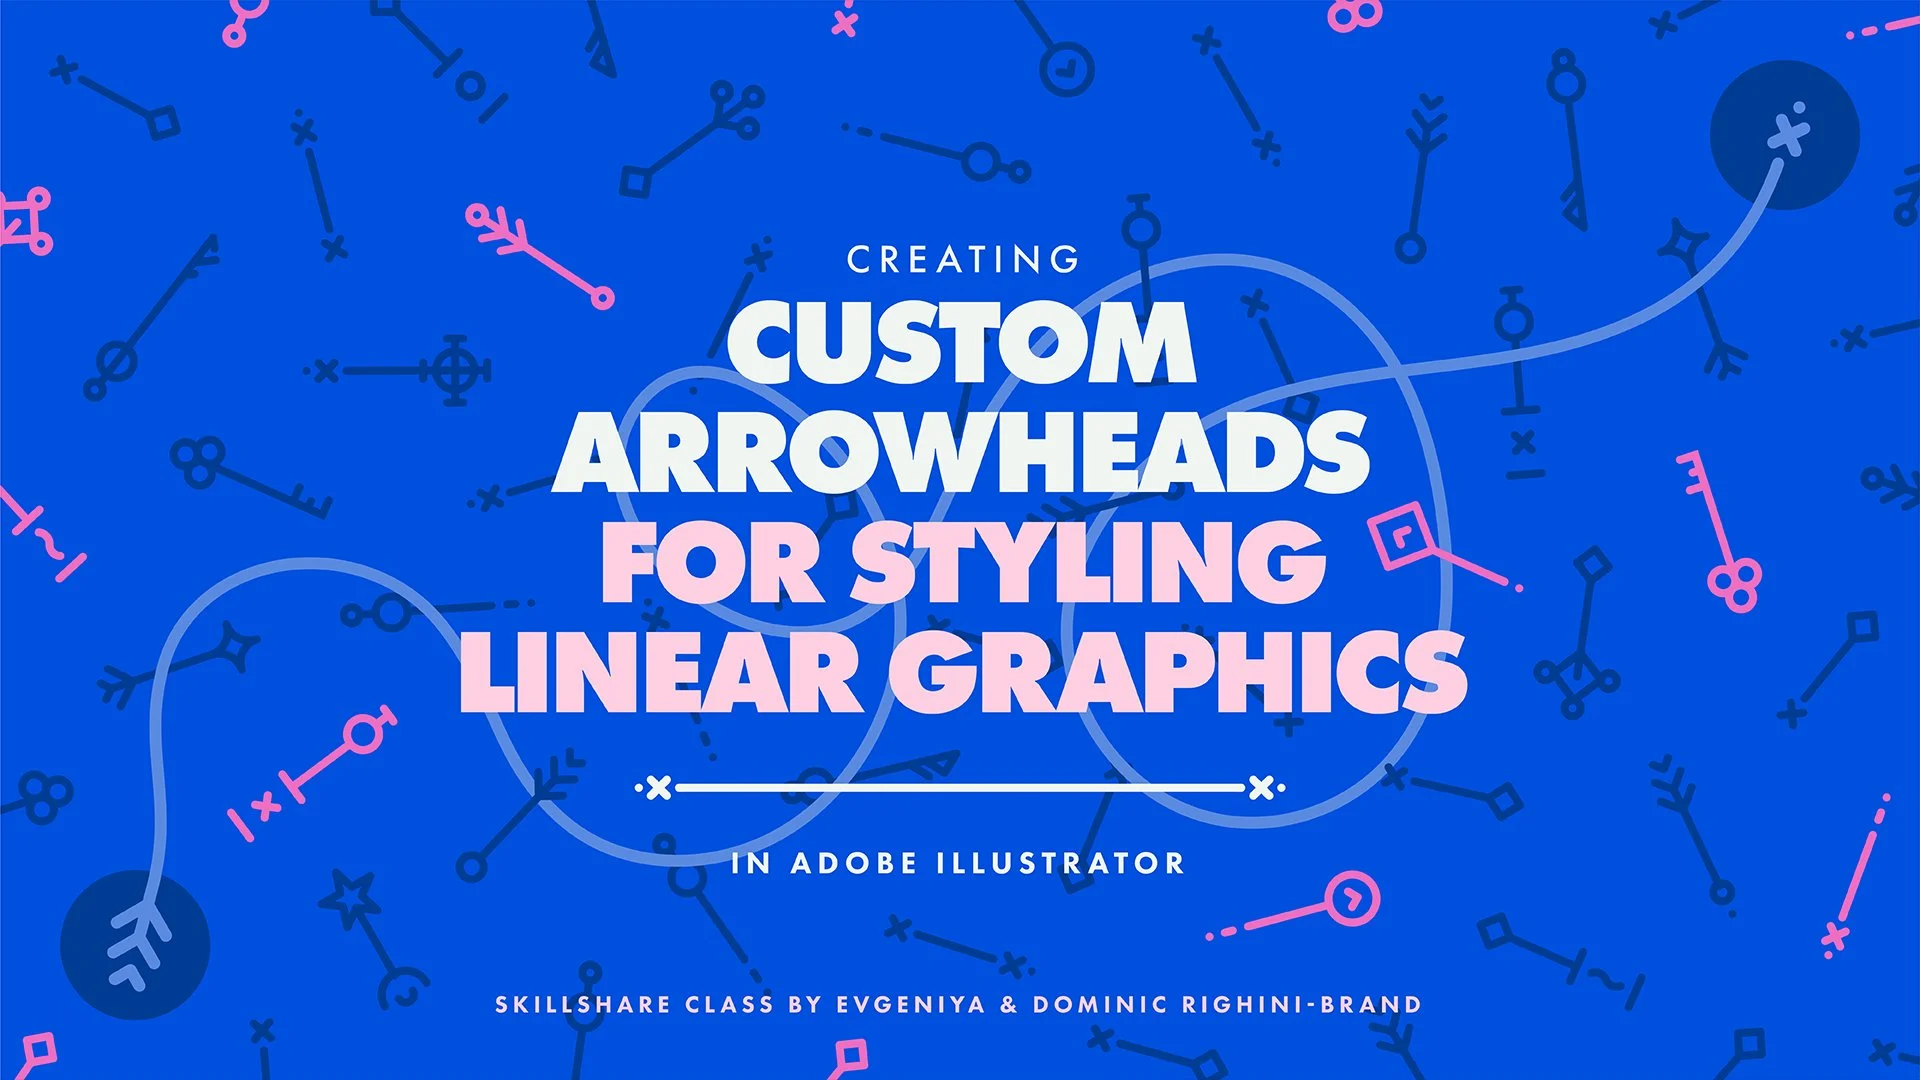 CREATING
CUSTOM
ARROWHEADS
FOR STYLING
LINEAR GRAPHICS
IN ADOBE ILLUSTRATOR
SKILLSHARE CLASS BY EVGENIYA & DOMINIC RIGHINI-BRAND